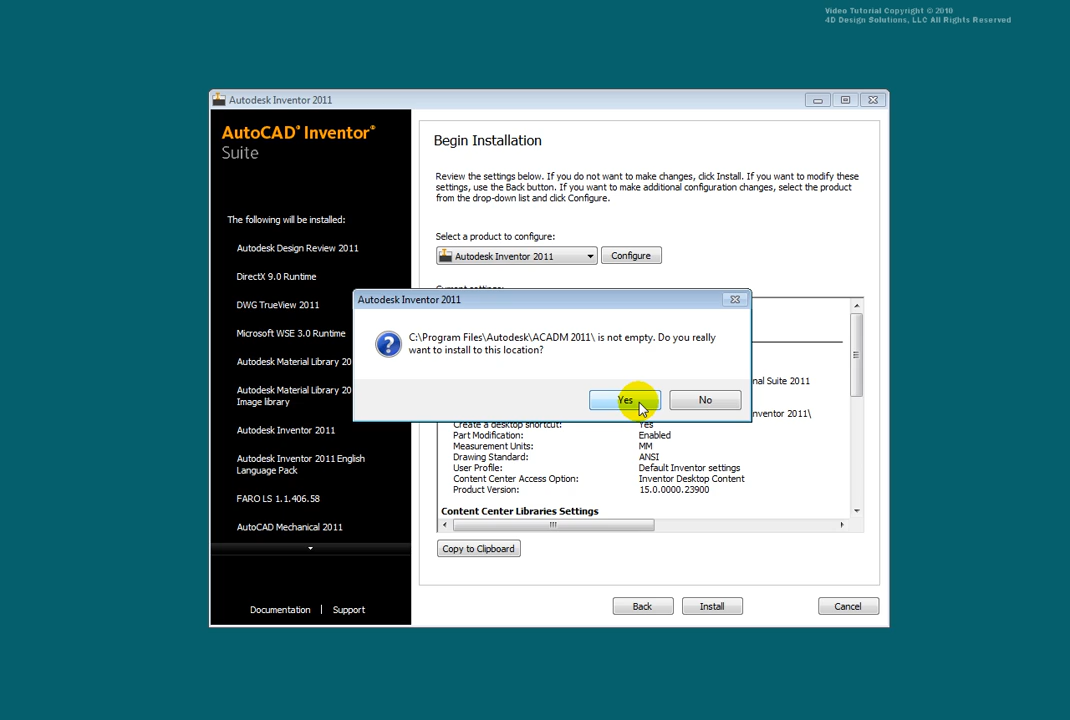 Video Tutorial Copyright © 2010
4D Design Solutions, LLC All Rights Reserved
Autodesk Inventor 2011
AutoCAD® Inventor®
Suite
The following will be installed:
Autodesk Design Review 2011
DirectX 9.0 Runtime
DWG TrueView 2011
Microsoft WSE 3.0 Runtime
Autodesk Material Library 20
Autodesk Material Library 20
Image library
Autodesk Inventor 2011
Autodesk Inventor 2011 English
Language Pack
FARO LS 1.1.406.58
AutoCAD Mechanical 2011
Documentation | Support
Begin Installation
Review the settings below. If you do not want to make changes, click Install. If you want to modify these
settings, use the Back button. If you want to make additional configuration changes, select the product
from the drop-down list and click Configure.
Select a product to configure:
Autodesk Inventor 2011
Configure
Current settings:
Autodesk Inventor 2011
C:\Program Files\Autodesk\ACADM 2011\ is not empty. Do you really
want to install to this location?
Yes
No
nal Suite 2011
nventor 2011\
Create a desktop shortcut: Yes
Part Modification: Enabled
Measurement Units: MM
Drawing Standard: ANSI
User Profile: Default Inventor settings
Content Center Access Option: Inventor Desktop Content
Product Version: 15.0.0000.23900
Content Center Libraries Settings
Copy to Clipboard
Back
Install
Cancel